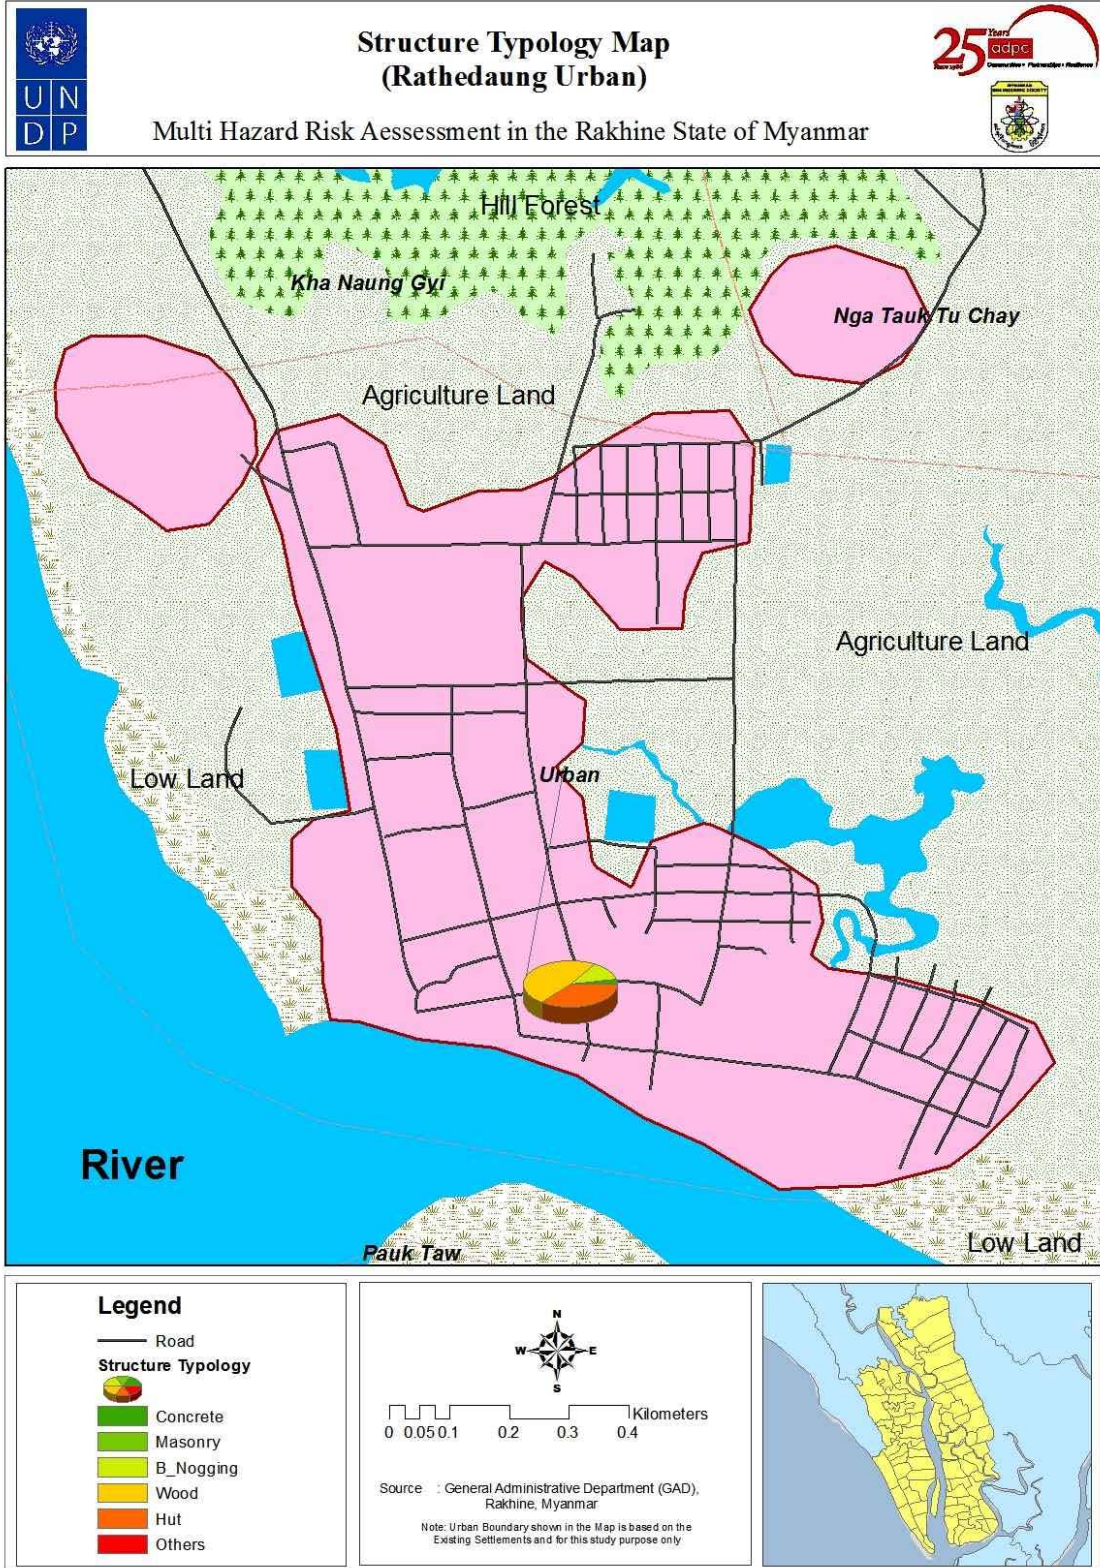 Structure Typology Map
(Rathedaung Urban)
Multi Hazard Risk Aessessment in the Rakhine State of Myanmar
U N
D P
25 Years
adpc
Hill Forest
Kha Naung Gyi
Nga Tauk Tu Chay
Agriculture Land
Agriculture Land
Low Land
Urban
River
Pauk Taw
Low Land
Legend
Road
Structure Typology
Concrete
Masonry
B_Nogging
Wood
Hut
Others
N
W E
S
Kilometers
0 0.05 0.1 0.2 0.3 0.4
Source : General Administrative Department (GAD),
Rakhine, Myanmar
Note: Urban Boundary shown in the Map is based on the
Existing Settlements and for this study purpose only